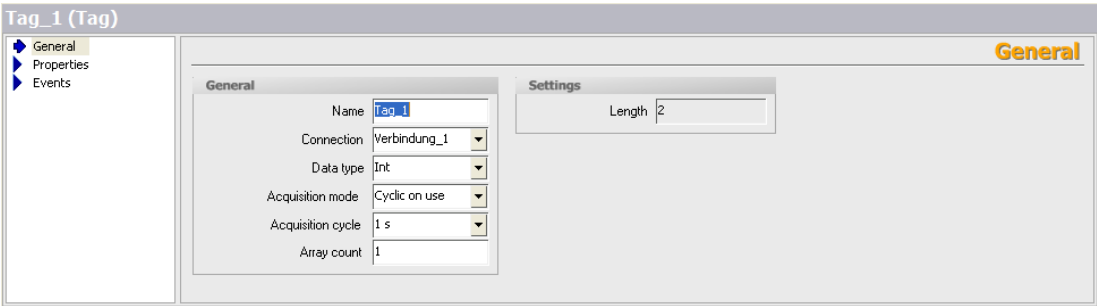 Tag_1 (Tag)
General
Properties
Events
General
General
Name Tag_1
Connection Verbindung_1
Data type Int
Acquisition mode Cyclic on use
Acquisition cycle 1 s
Array count 1
Settings
Length 2